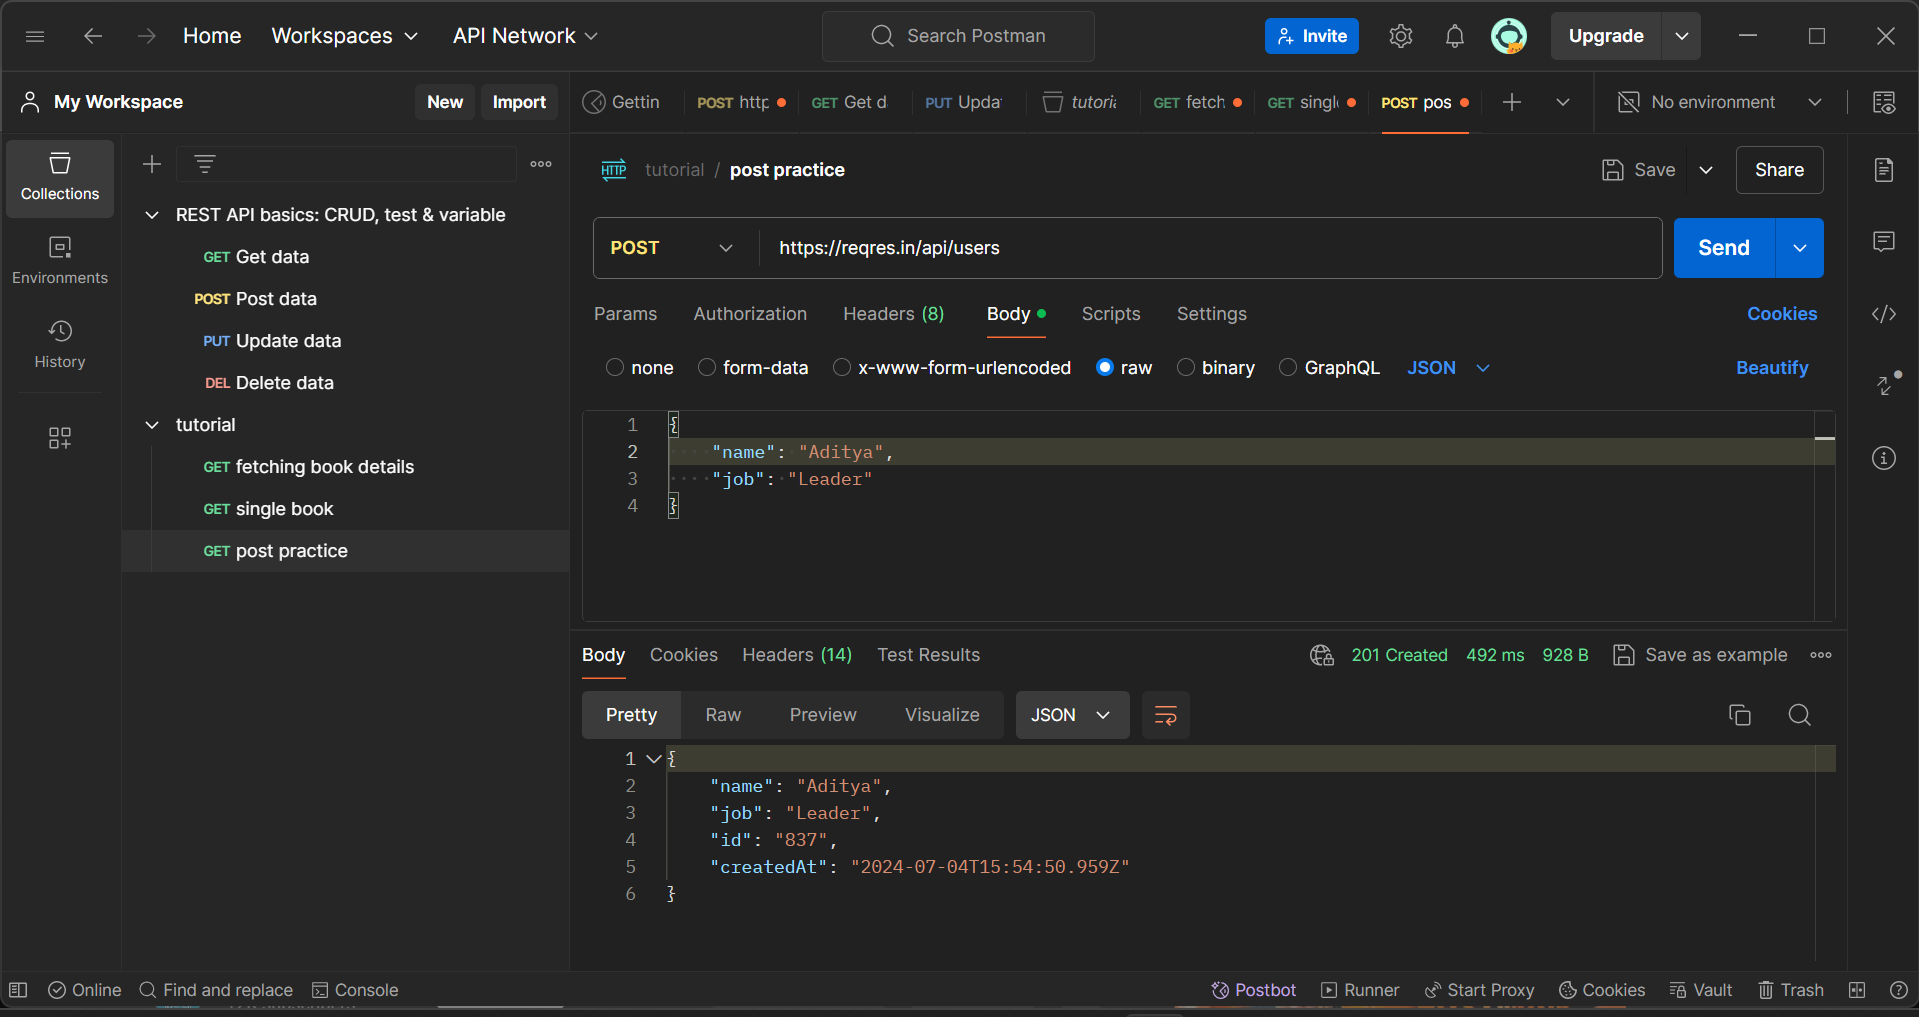 Home Workspaces API Network Search Postman Invite Upgrade
My Workspace New Import
Gettin POST http GET Get d PUT Updat tutoria fetch GET singl POST pos No environment
Collections
Environments
History
REST API basics: CRUD, test & variable
GET Get data
POST Post data
PUT Update data
DEL Delete data
tutorial
GET fetching book details
GET single book
GET post practice
HTTP tutorial / post practice Save Share
POST https://reqres.in/api/users Send
Params Authorization Headers (8) Body Scripts Settings Cookies
none form-data x-www-form-urlencoded raw binary GraphQL JSON Beautify
1 {
2 "name": "Aditya",
3 "job": "Leader"
4 }
Body Cookies Headers (14) Test Results 201 Created 492 ms 928 B Save as example
Pretty Raw Preview Visualize JSON
1 {
2 "name": "Aditya",
3 "job": "Leader",
4 "id": "837",
5 "createdAt": "2024-07-04T15:54:50.959Z"
6 }
Online Find and replace Console Postbot Runner Start Proxy Cookies Vault Trash